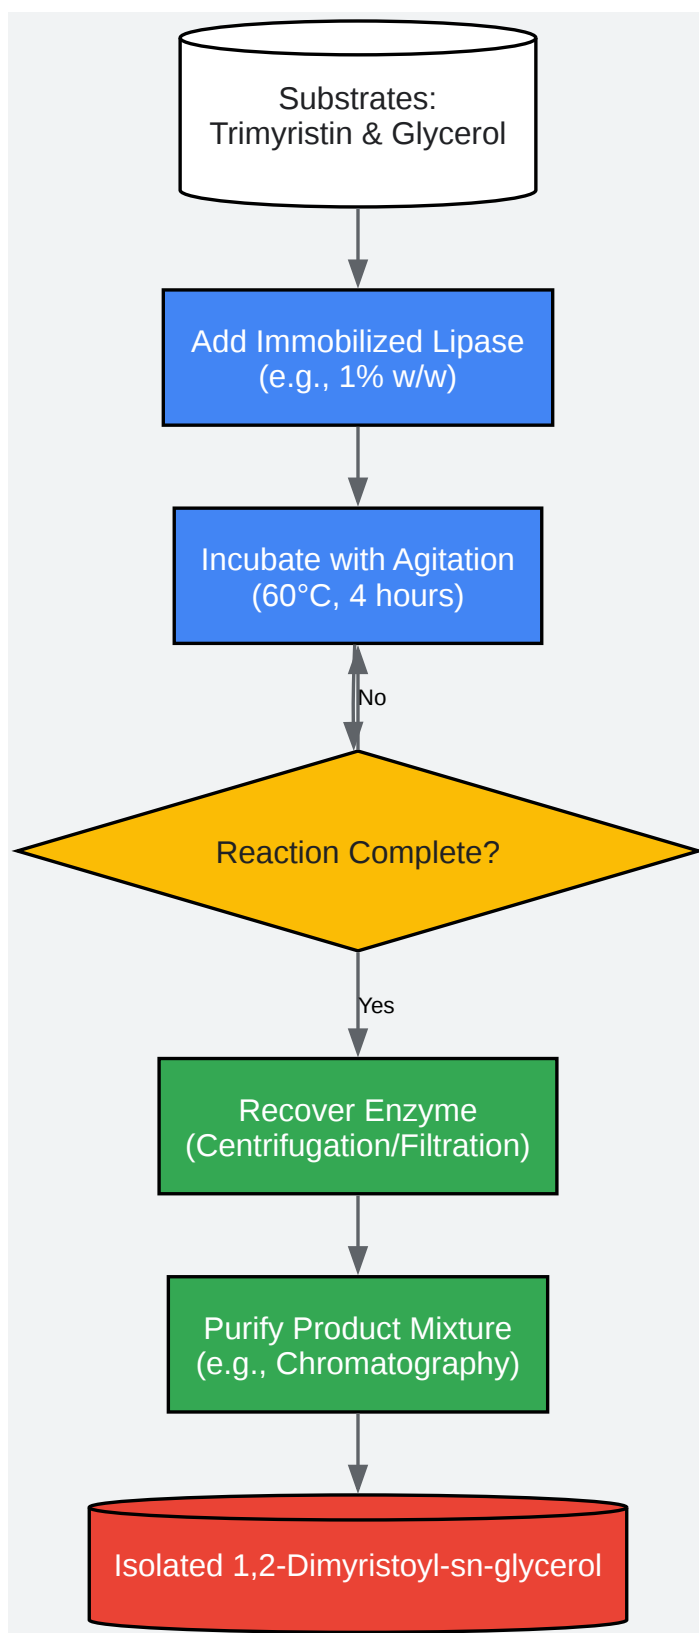 Substrates:
Trimyristin & Glycerol
Add Immobilized Lipase
(e.g., 1% w/w)
Incubate with Agitation
(60°C, 4 hours)
No
Reaction Complete?
Yes
Recover Enzyme
(Centrifugation/Filtration)
Purify Product Mixture
(e.g., Chromatography)
Isolated 1,2-Dimyristoyl-sn-glycerol